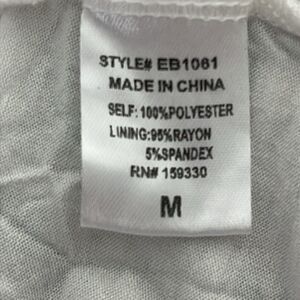 STYLE# EB1061
MADE IN CHINA
SELF: 100%POLYESTER
LINING:95%RAYON
5%SPANDEX
RN# 159330
M